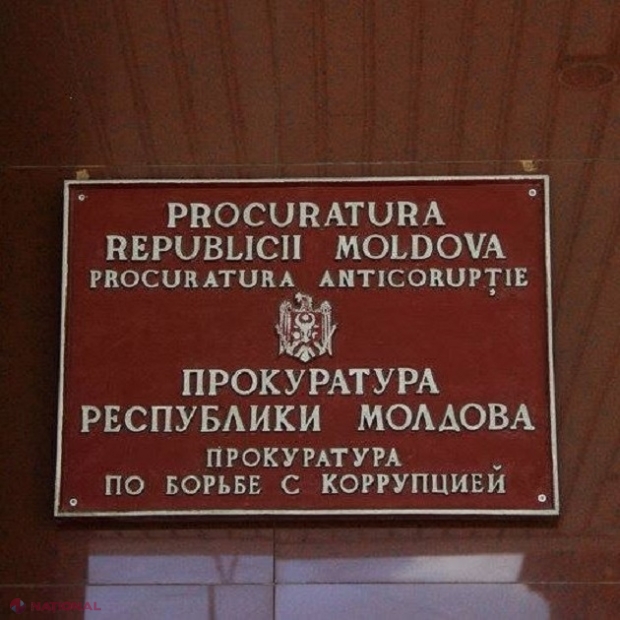 PROCURATURA
REPUBLICII MOLDOVA
PROCURATURA ANTICORUPȚIE
ПРОКУРАТУРА
РЕСПУБЛИКИ МОЛДОВА
ПРОКУРАТУРА
ПО БОРЬБЕ С КОРРУПЦИЕЙ